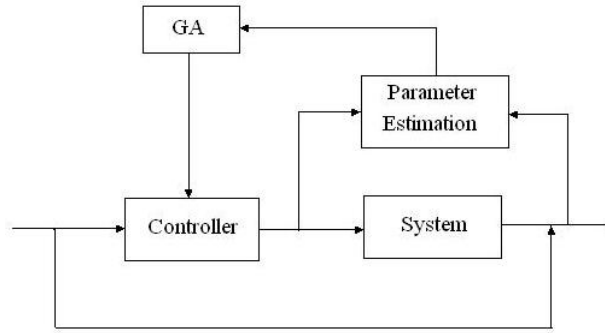 GA
Parameter
Estimation
Controller
System